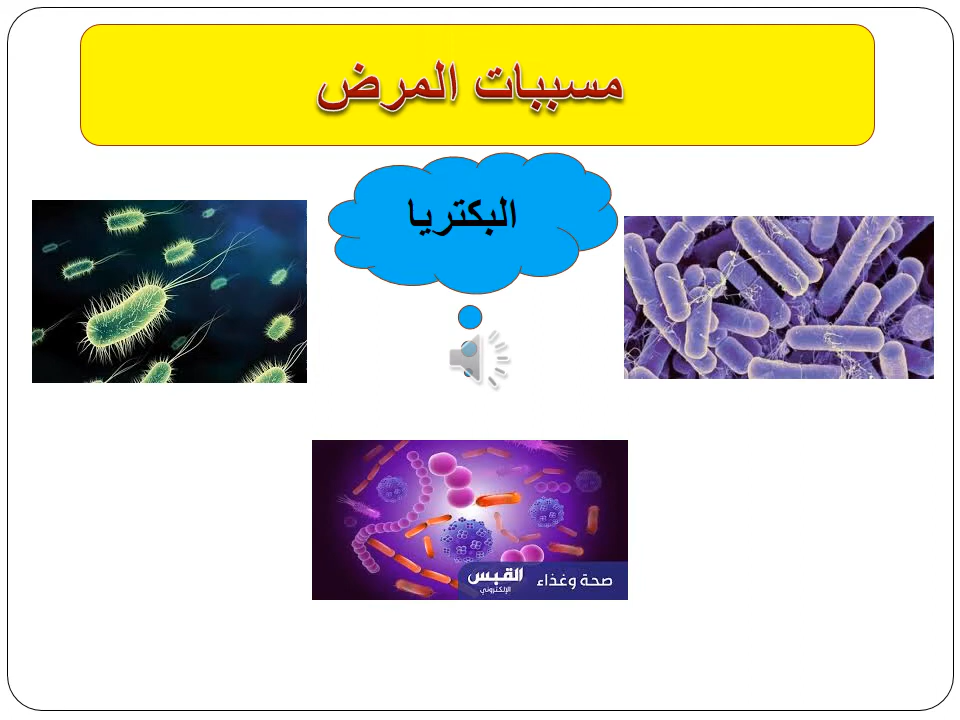 مسببات المرض
البكتريا
صحة وغذاء
القبس
الإلكتروني